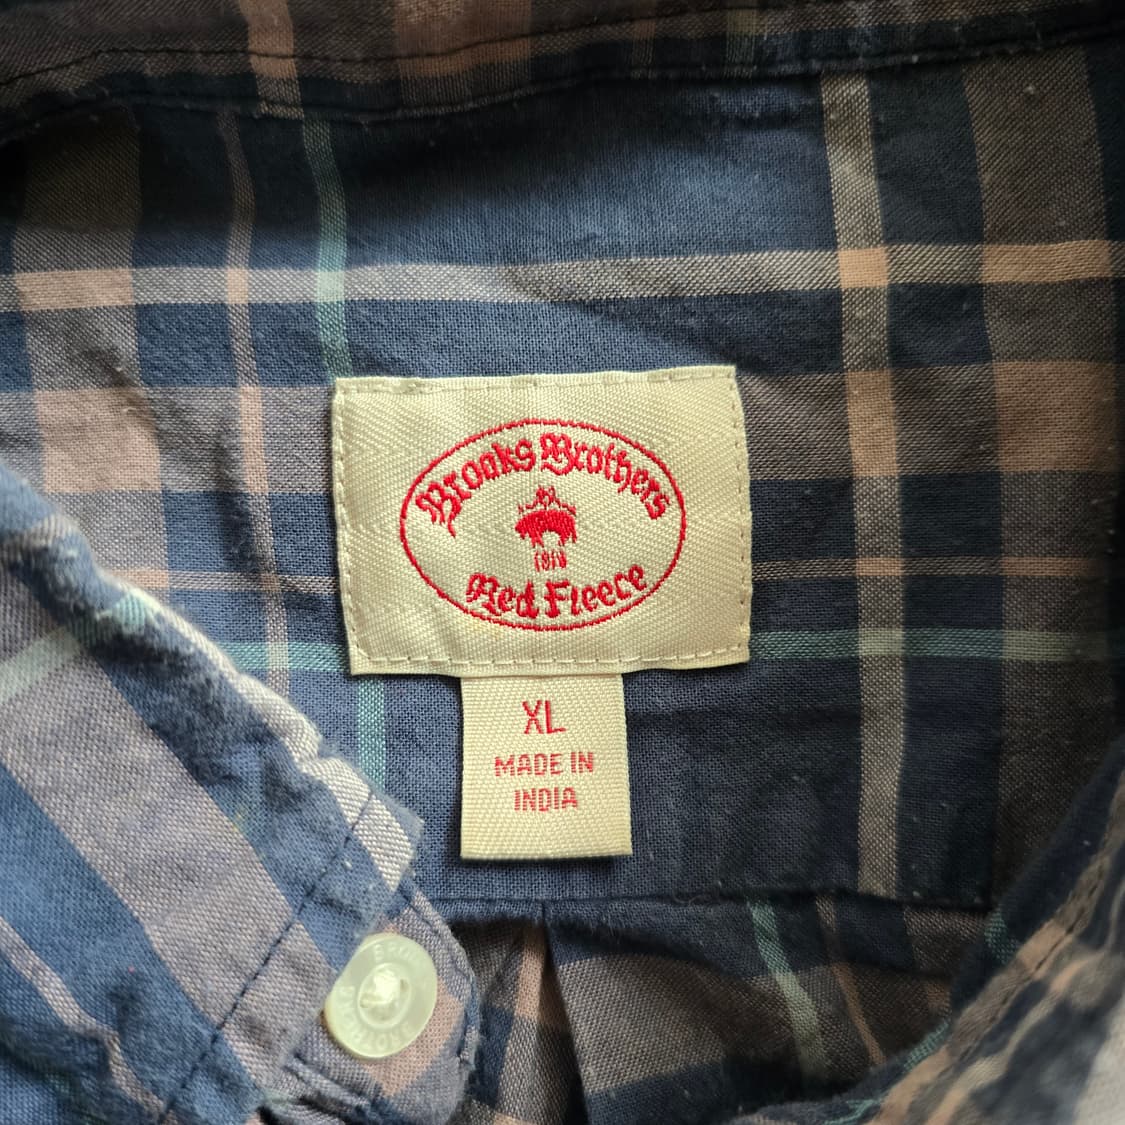 Brooks Brothers
1818
Red Fleece
XL
MADE IN
INDIA